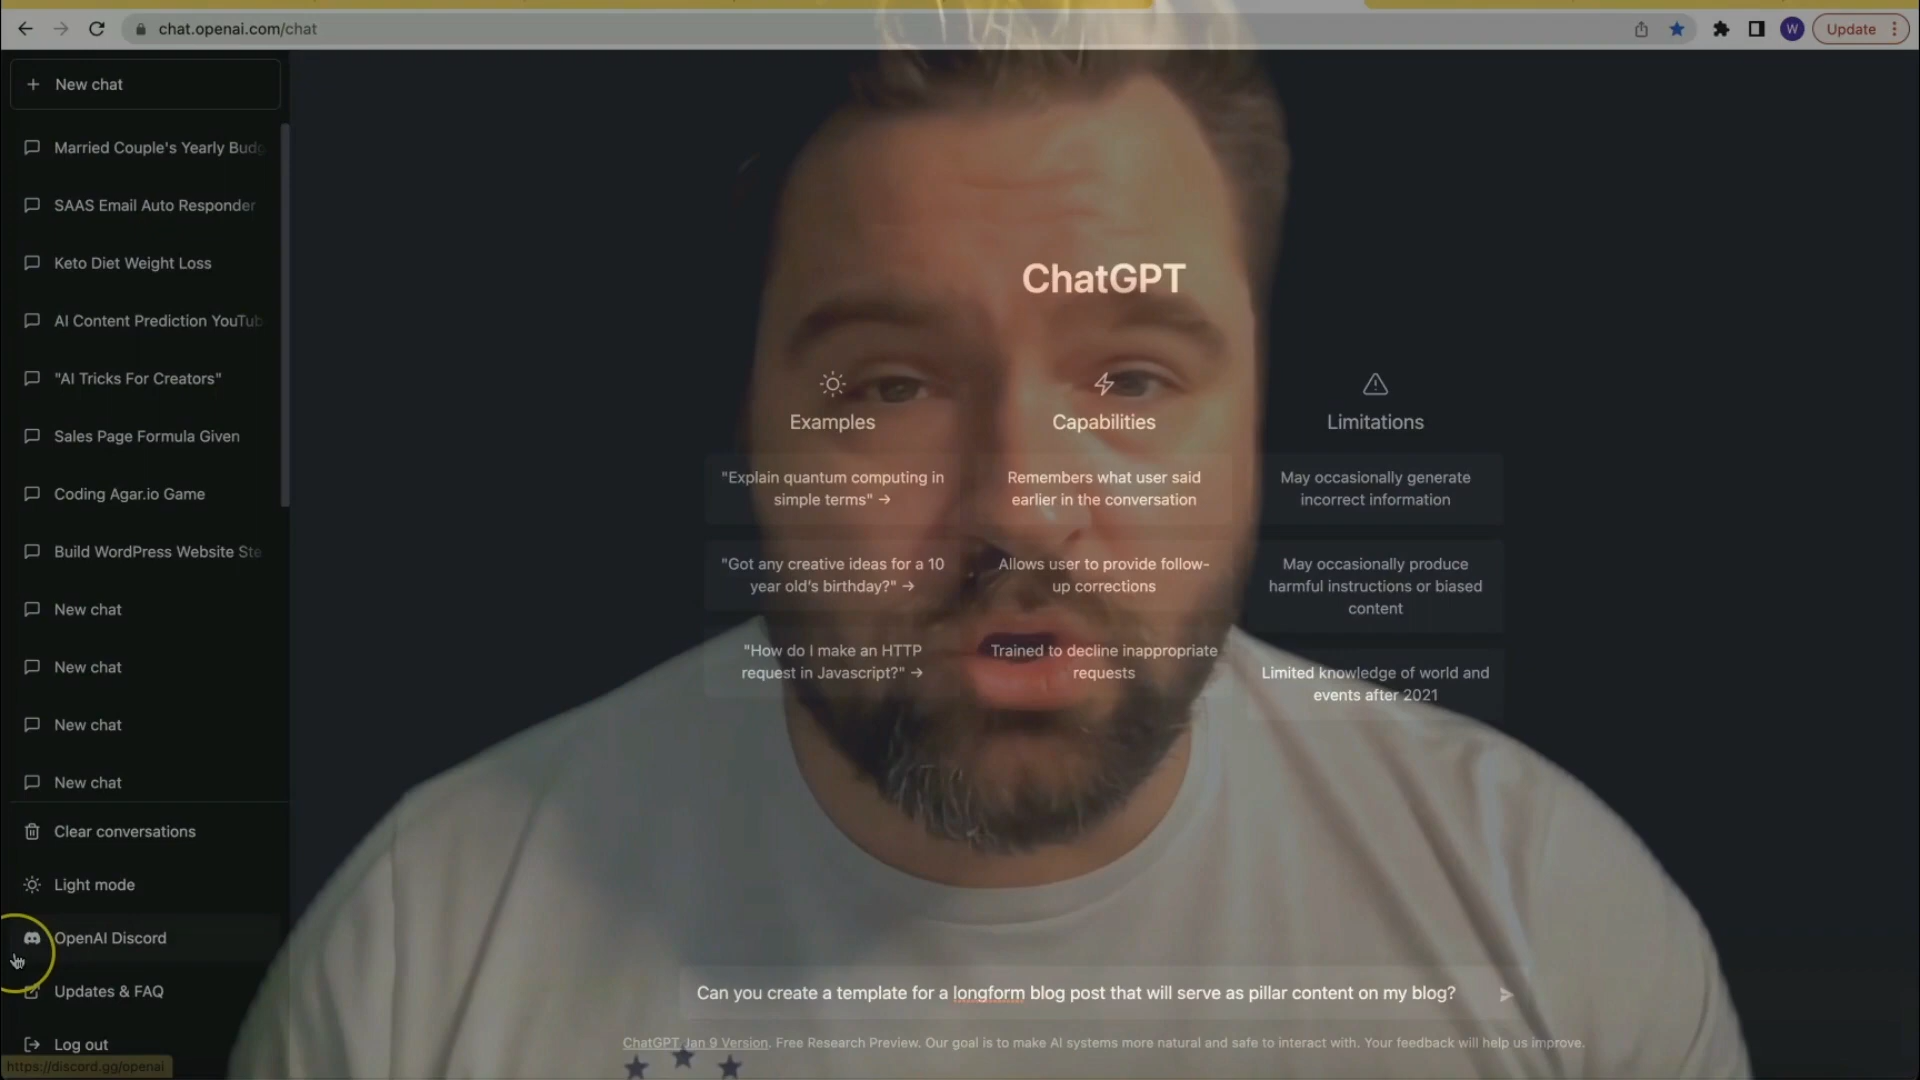 chat.openai.com/chat
W
Update
New chat
Married Couple's Yearly Budg
SAAS Email Auto Responder
Keto Diet Weight Loss
AI Content Prediction YouTub
"AI Tricks For Creators"
Sales Page Formula Given
Coding Agar.io Game
Build WordPress Website Ste
New chat
New chat
New chat
New chat
Clear conversations
Light mode
OpenAI Discord
Updates & FAQ
Log out
https://discord.gg/openai
ChatGPT
Examples
"Explain quantum computing in
simple terms" →
"Got any creative ideas for a 10
year old's birthday?" →
"How do I make an HTTP
request in Javascript?" →
Capabilities
Remembers what user said
earlier in the conversation
Allows user to provide follow-
up corrections
Trained to decline inappropriate
requests
Limitations
May occasionally generate
incorrect information
May occasionally produce
harmful instructions or biased
content
Limited knowledge of world and
events after 2021
Can you create a template for a longform blog post that will serve as pillar content on my blog?
ChatGPT Jan 9 Version. Free Research Preview. Our goal is to make AI systems more natural and safe to interact with. Your feedback will help us improve.